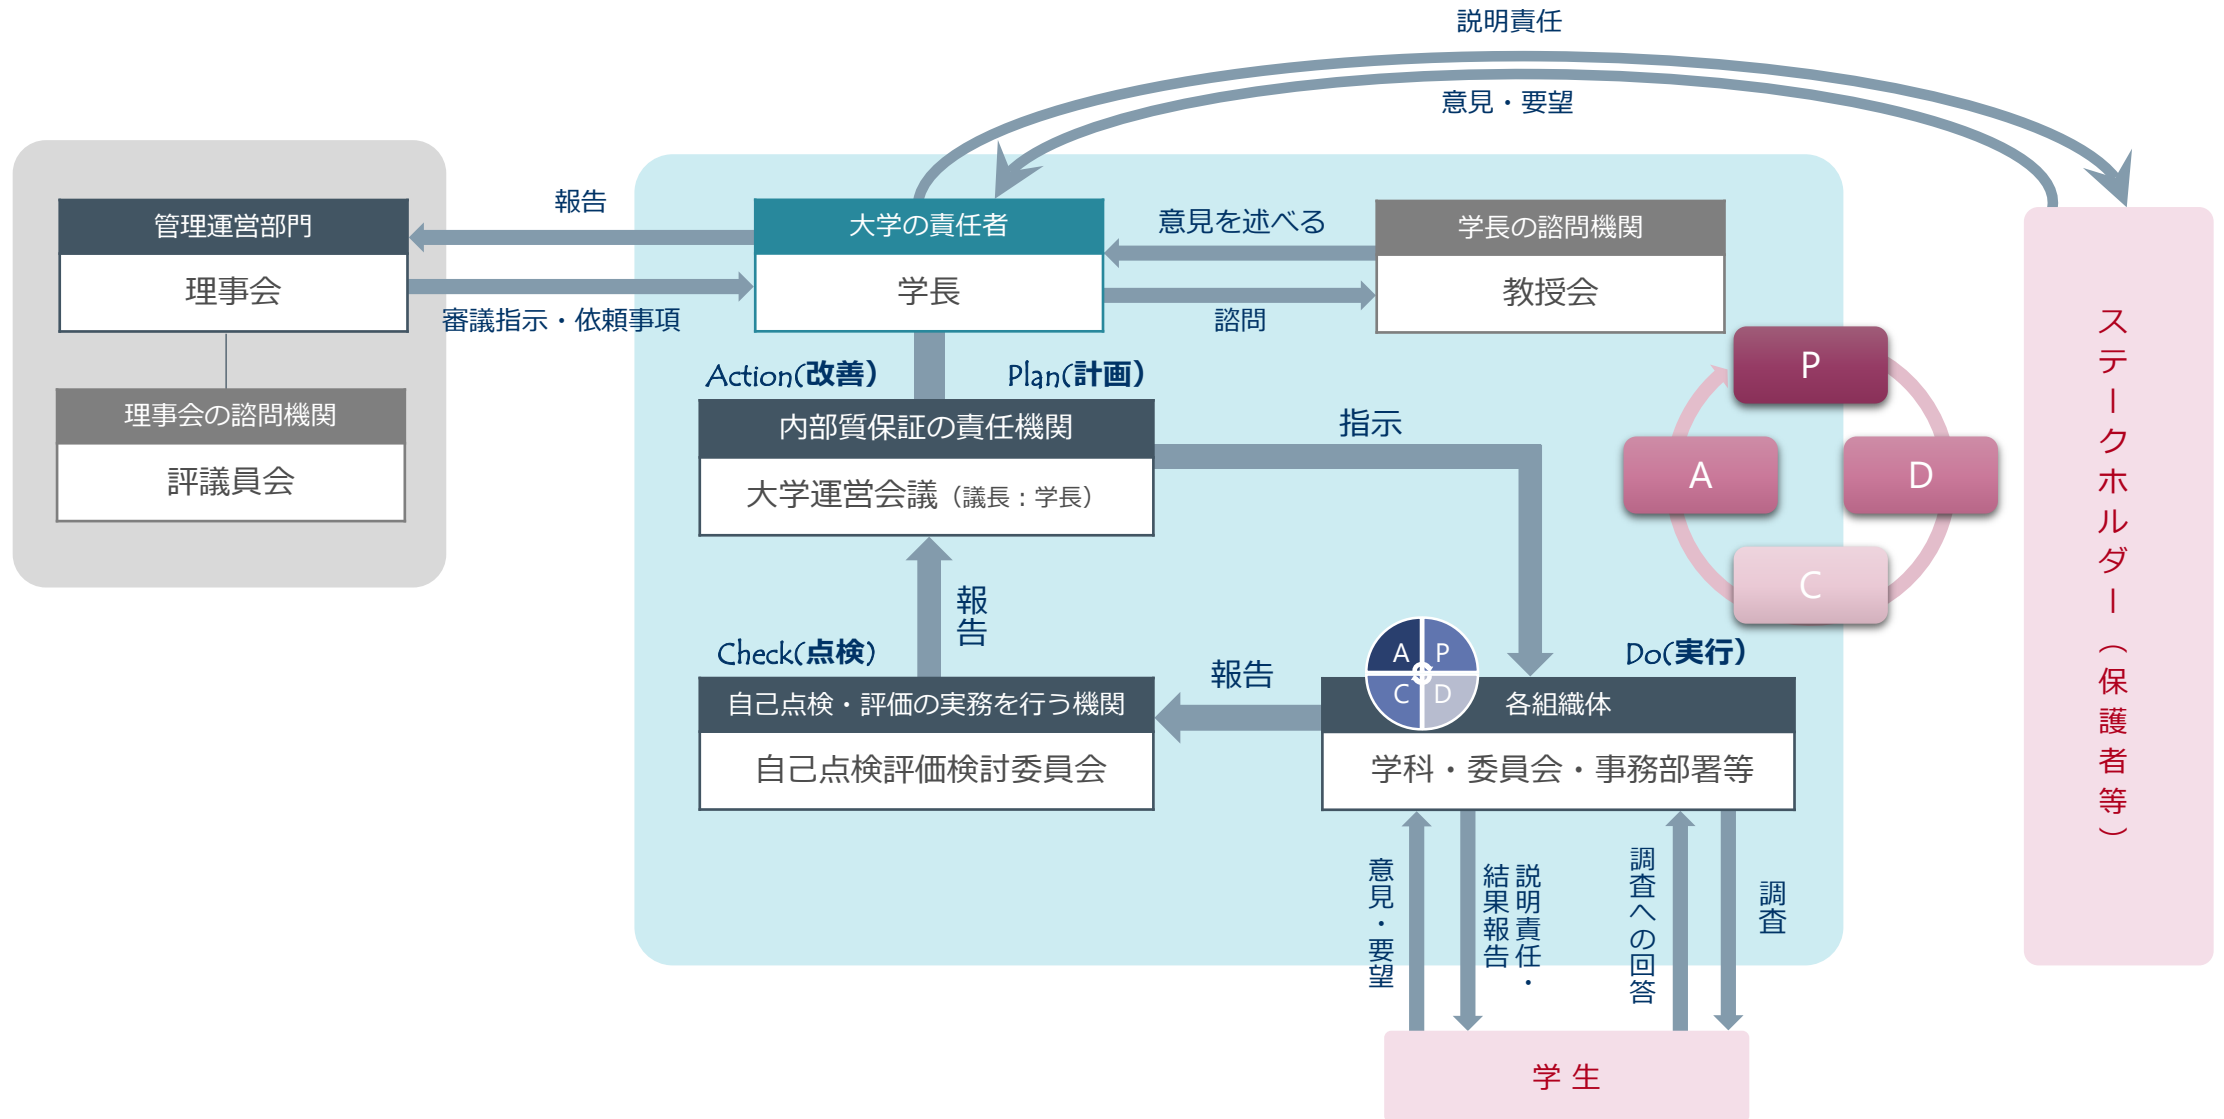 説明責任
意見・要望
管理運営部門
理事会
理事会の諮問機関
評議員会
報告
審議指示・依頼事項
大学の責任者
学長
意見を述べる
諮問
学長の諮問機関
教授会
Action(改善)
Plan(計画)
内部質保証の責任機関
大学運営会議（議長：学長）
指示
P
A
D
C
報告
Check(点検)
自己点検・評価の実務を行う機関
自己点検評価検討委員会
報告
Do(実行)
A P
C D
各組織体
学科・委員会・事務部署等
意見・要望
説明責任・
結果報告
調査への回答
調査
学生
ステークホルダー（保護者等）